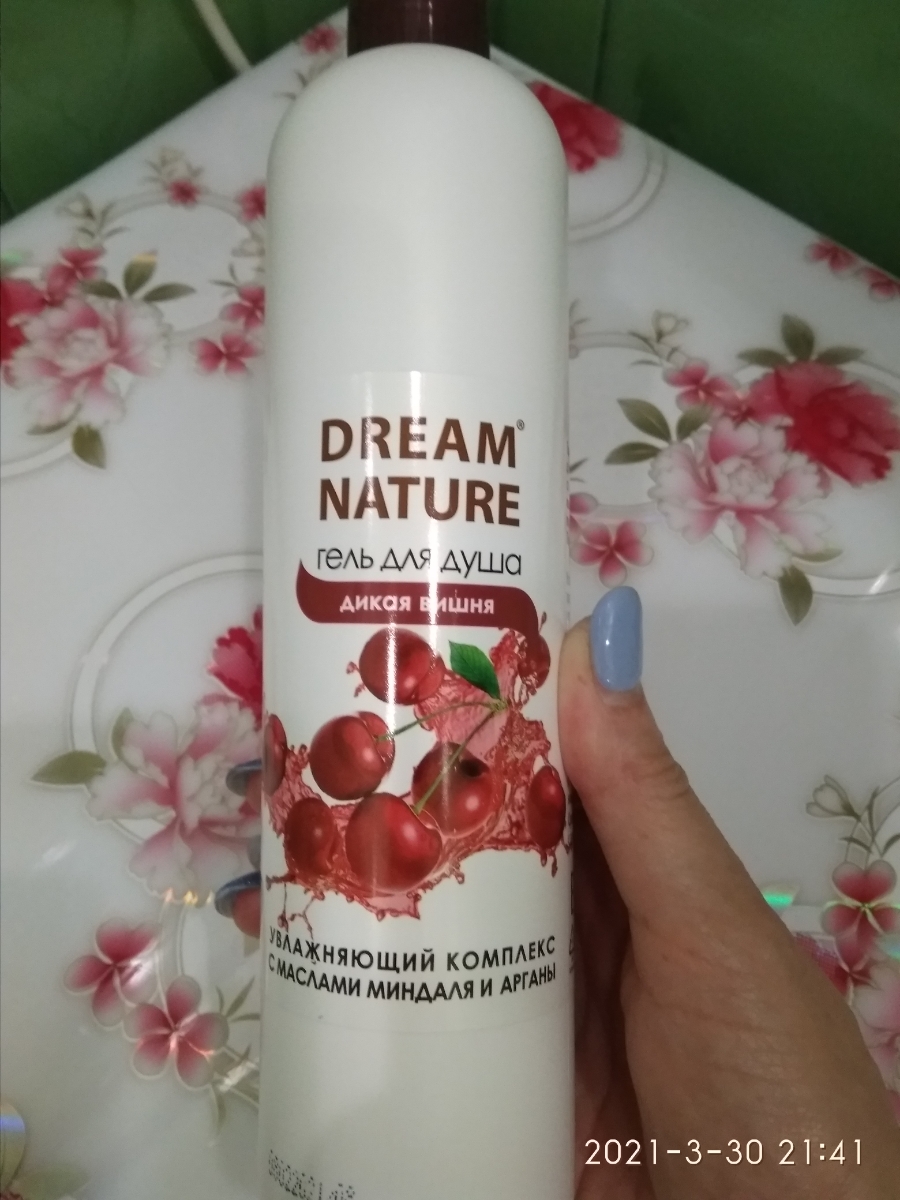 DREAM®
NATURE
гель для душа
дикая вишня
УВЛАЖНЯЮЩИЙ КОМПЛЕКС
С МАСЛАМИ МИНДАЛЯ И АРГАНЫ
2021-3-30 21:41